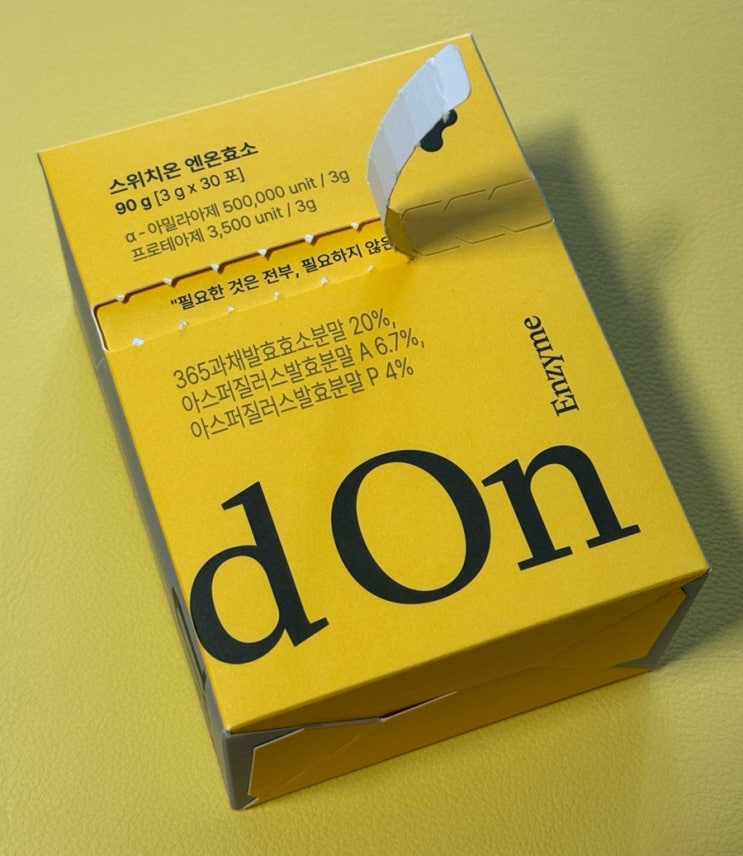 스위치온 엔온효소
90 g [3 g x 30 포]
α - 아밀라아제 500,000 unit / 3g
프로테아제 3,500 unit / 3g
"필요한 것은 전부, 필요하지 않은
365과채발효효소분말 20%,
아스퍼질러스발효분말 A 6.7%,
아스퍼질러스발효분말 P 4%
Enzyme
d On